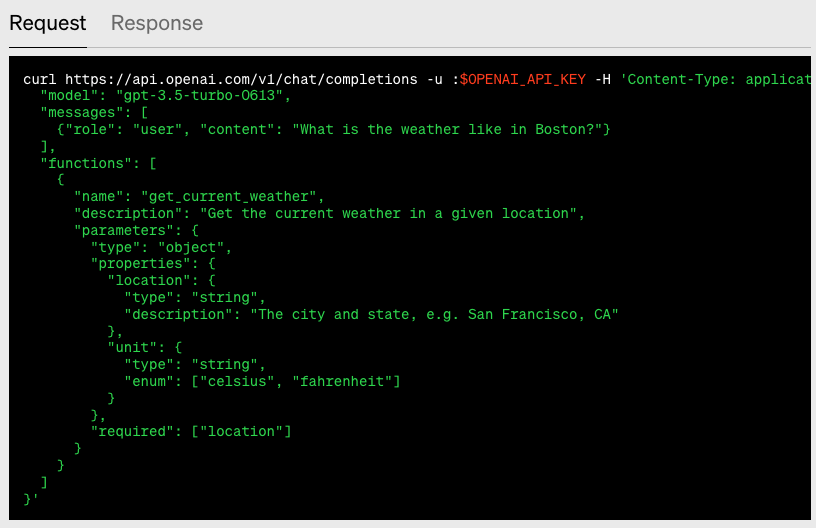 Request Response
curl https://api.openai.com/v1/chat/completions -u :$OPENAI_API_KEY -H 'Content-Type: applicat
"model": "gpt-3.5-turbo-0613",
"messages": [
{"role": "user", "content": "What is the weather like in Boston?"}
],
"functions": [
{
"name": "get_current_weather",
"description": "Get the current weather in a given location",
"parameters": {
"type": "object",
"properties": {
"location": {
"type": "string",
"description": "The city and state, e.g. San Francisco, CA"
},
"unit": {
"type": "string",
"enum": ["celsius", "fahrenheit"]
}
},
"required": ["location"]
}
}
]
}'